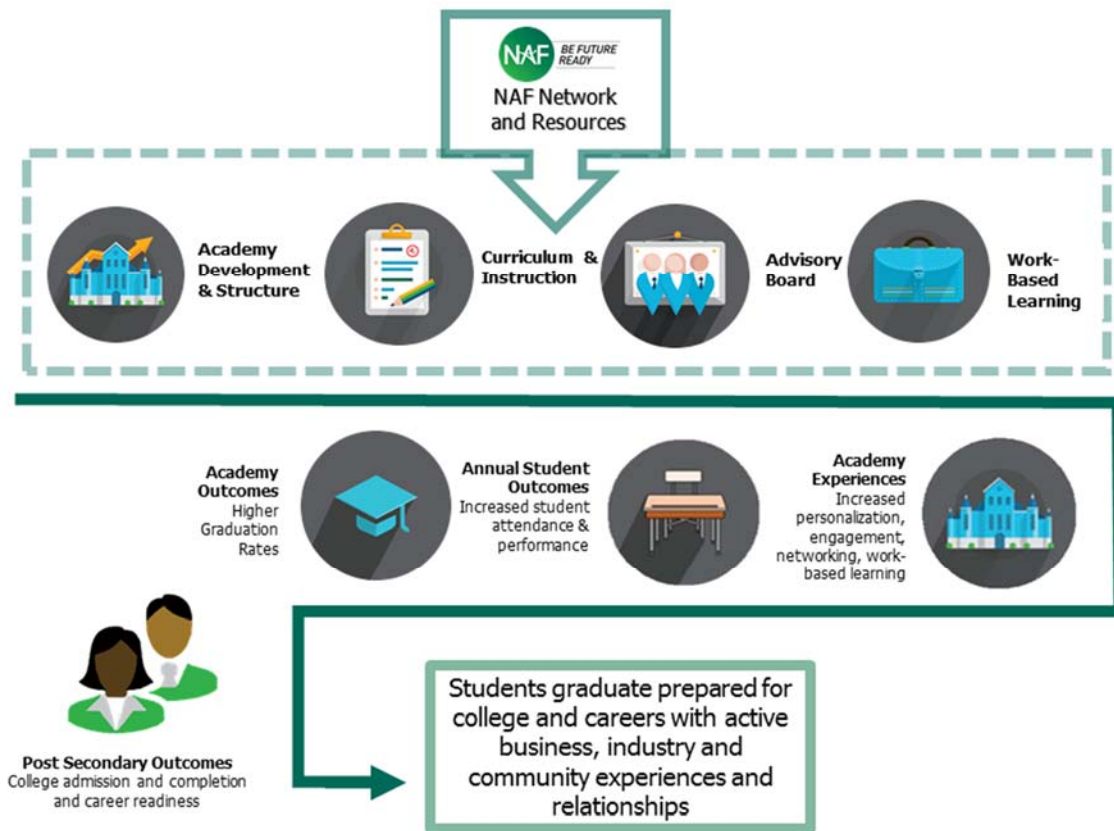 NAF
BE FUTURE
READY
NAF Network
and Resources
Academy
Development
& Structure
Curriculum &
Instruction
Advisory
Board
Work-
Based
Learning
Academy
Outcomes
Higher
Graduation
Rates
Annual Student
Outcomes
Increased student
attendance &
performance
Academy
Experiences
Increased
personalization,
engagement,
networking, work-
based learning
Post Secondary Outcomes
College admission and completion
and career readiness
Students graduate prepared for
college and careers with active
business, industry and
community experiences and
relationships